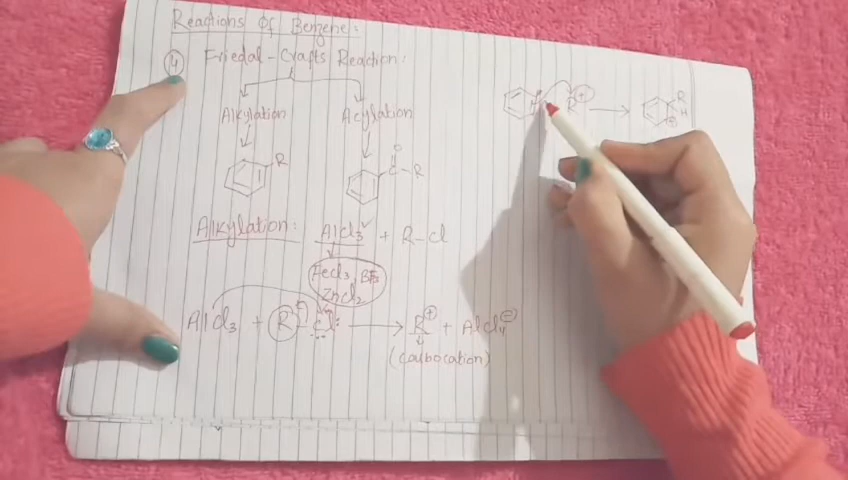 Reactions Of Benzene:
4 Friedal-Crafts Reaction:
Alkylation Acylation
R
O
C-R
Alkylation: AlCl3 + R-Cl
FeCl3, BF3
ZnCl2
AlCl3 + R-Cl: → R⊕ + AlCl4⊖
(Carbocation)
H R⊕ →
R
H
⊕